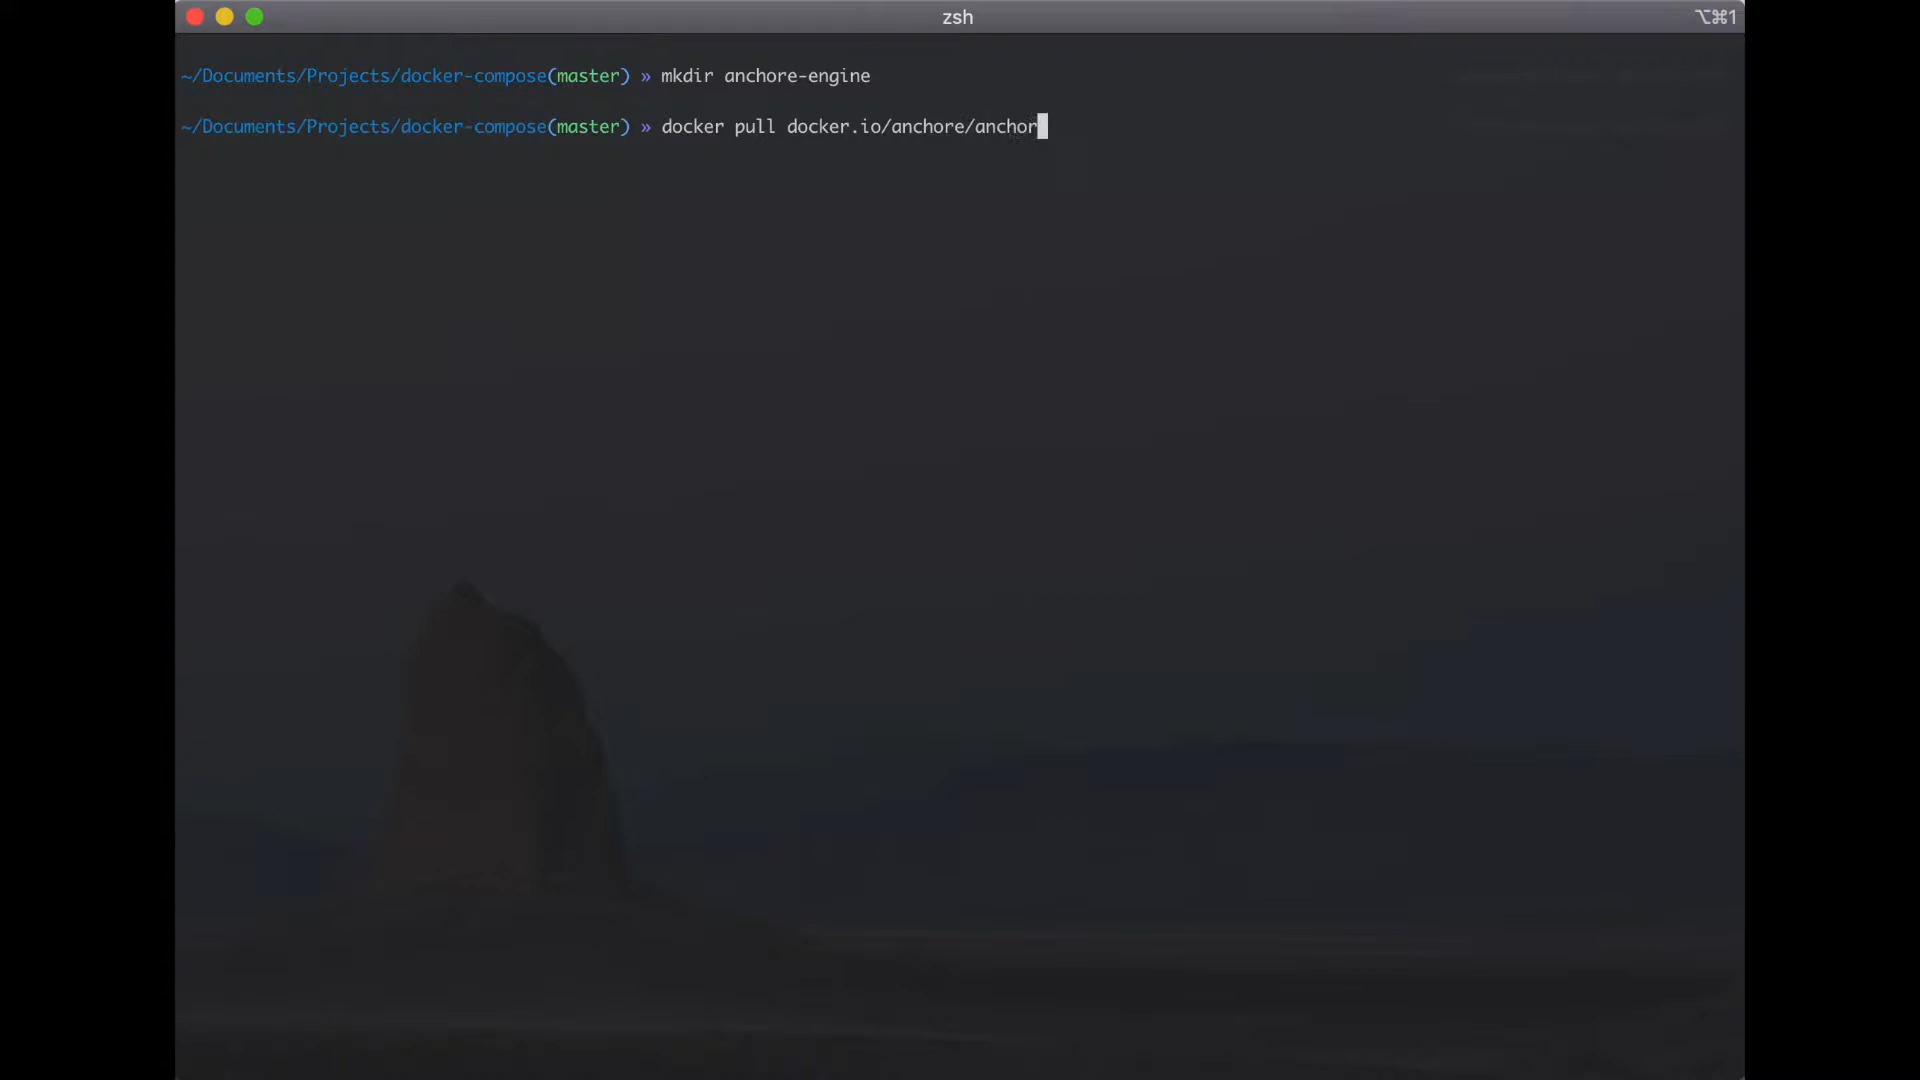 zsh
⌥⌘1
~/Documents/Projects/docker-compose(master) » mkdir anchore-engine
~/Documents/Projects/docker-compose(master) » docker pull docker.io/anchore/anchor